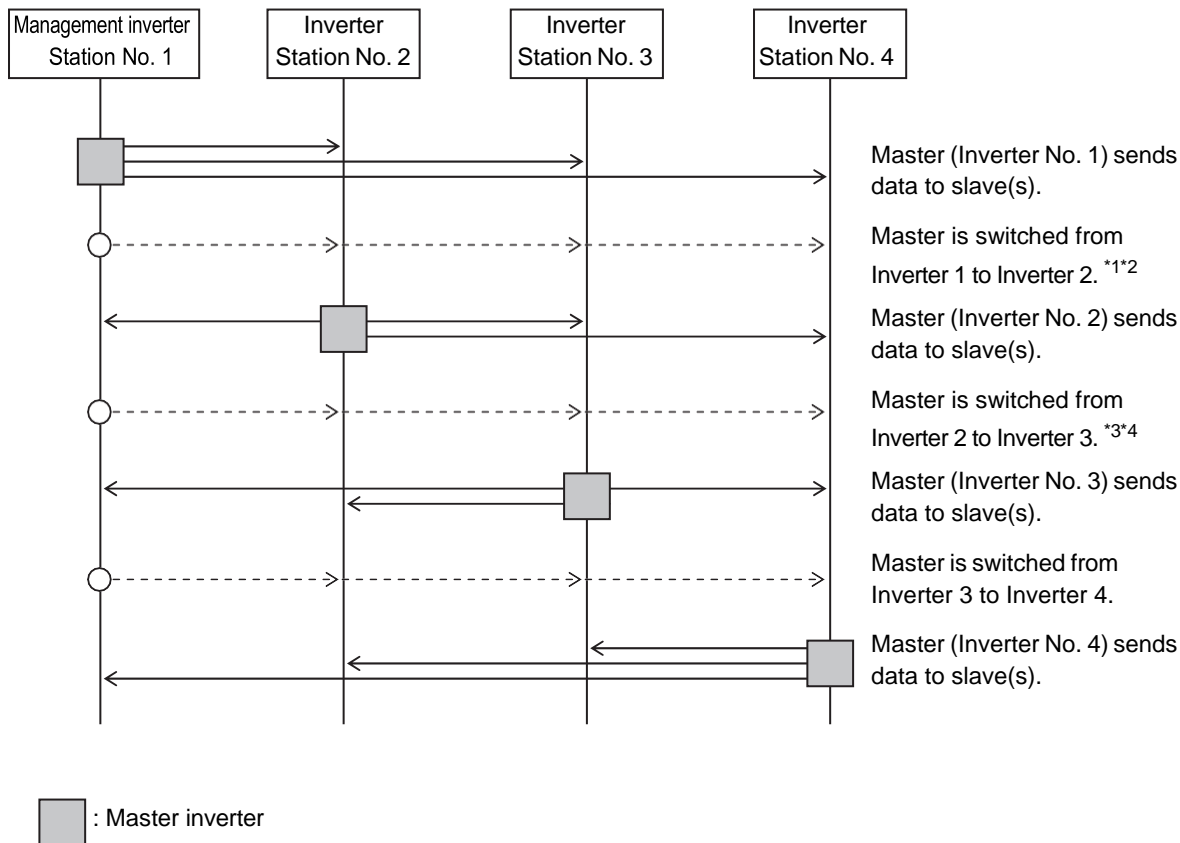 Management inverter
Station No. 1
Inverter
Station No. 2
Inverter
Station No. 3
Inverter
Station No. 4
Master (Inverter No. 1) sends
data to slave(s).
Master is switched from
Inverter 1 to Inverter 2. *1*2
Master (Inverter No. 2) sends
data to slave(s).
Master is switched from
Inverter 2 to Inverter 3. *3*4
Master (Inverter No. 3) sends
data to slave(s).
Master is switched from
Inverter 3 to Inverter 4.
Master (Inverter No. 4) sends
data to slave(s).
: Master inverter